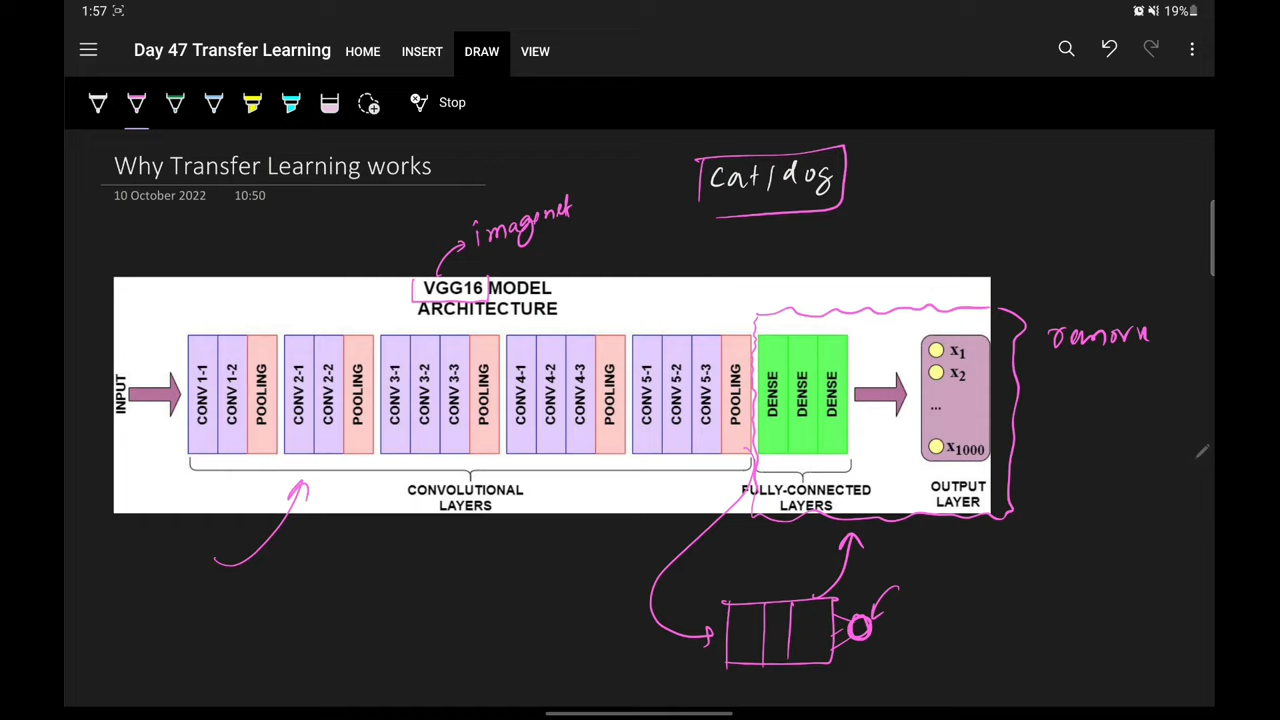 1:57 19%
Day 47 Transfer Learning HOME INSERT DRAW VIEW
Stop
Why Transfer Learning works
10 October 2022 10:50
cat/dog
imagenet
VGG16 MODEL
ARCHITECTURE
INPUT
CONV 1-1
CONV 1-2
POOLING
CONV 2-1
CONV 2-2
POOLING
CONV 3-1
CONV 3-2
CONV 3-3
POOLING
CONV 4-1
CONV 4-2
CONV 4-3
POOLING
CONV 5-1
CONV 5-2
CONV 5-3
POOLING
DENSE
DENSE
DENSE
x1
x2
...
x1000
CONVOLUTIONAL
LAYERS
FULLY-CONNECTED
LAYERS
OUTPUT
LAYER